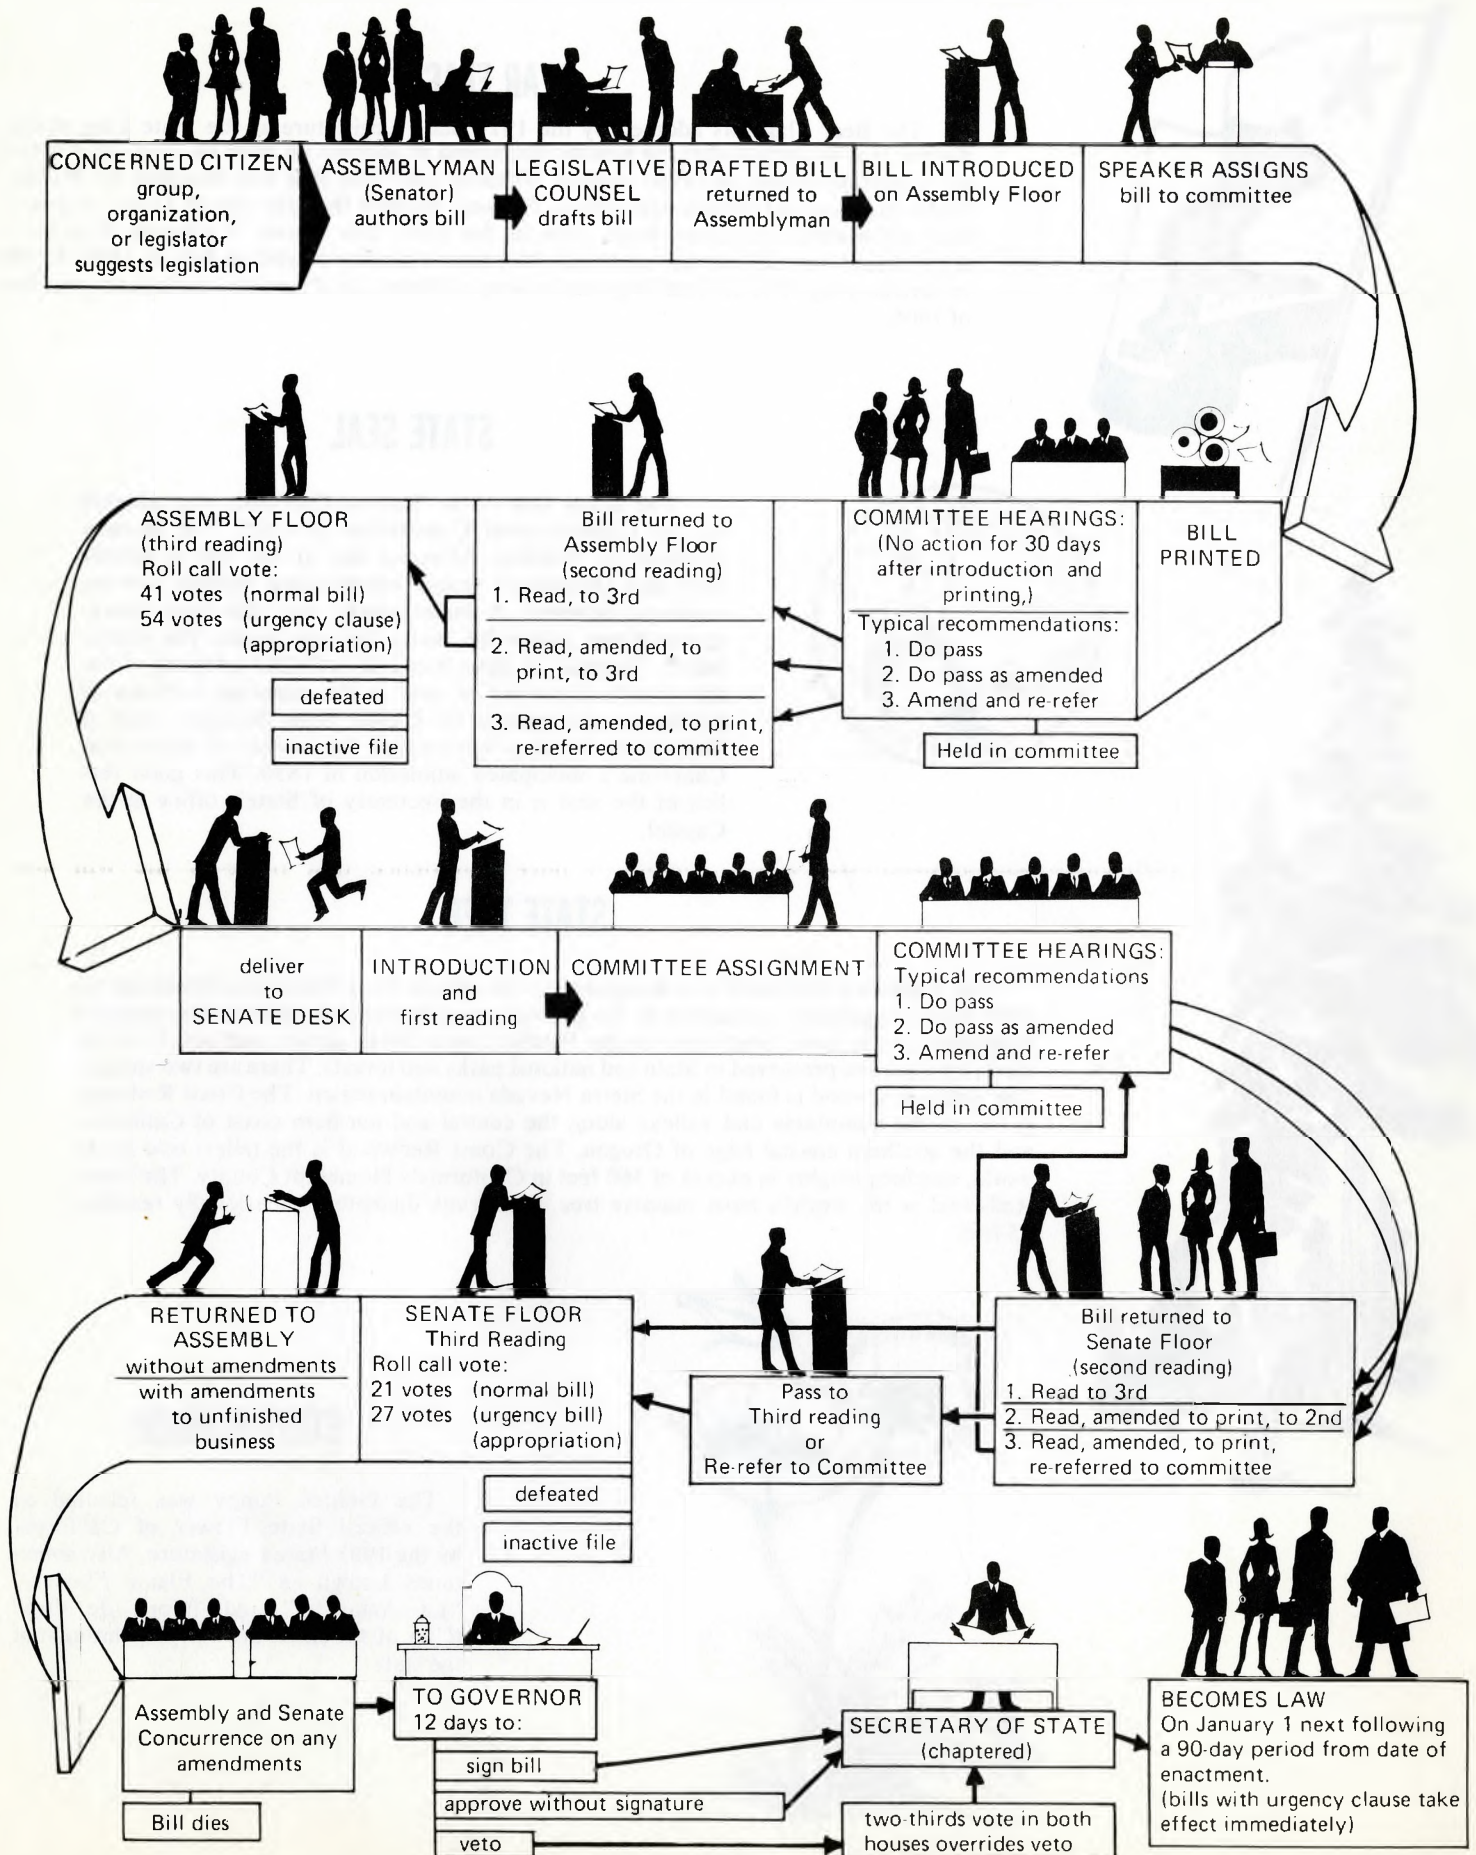 CONCERNED CITIZEN
group,
organization,
or legislator
suggests legislation
ASSEMBLYMAN
(Senator)
authors bill
LEGISLATIVE
COUNSEL
drafts bill
DRAFTED BILL
returned to
Assemblyman
BILL INTRODUCED
on Assembly Floor
SPEAKER ASSIGNS
bill to committee
BILL
PRINTED
COMMITTEE HEARINGS:
(No action for 30 days
after introduction and
printing,)
Typical recommendations:
1. Do pass
2. Do pass as amended
3. Amend and re-refer
Held in committee
Bill returned to
Assembly Floor
(second reading)
1. Read, to 3rd
2. Read, amended, to
print, to 3rd
3. Read, amended, to print,
re-referred to committee
ASSEMBLY FLOOR
(third reading)
Roll call vote:
41 votes (normal bill)
54 votes (urgency clause)
(appropriation)
defeated
inactive file
deliver
to
SENATE DESK
INTRODUCTION
and
first reading
COMMITTEE ASSIGNMENT
COMMITTEE HEARINGS:
Typical recommendations
1. Do pass
2. Do pass as amended
3. Amend and re-refer
Held in committee
Bill returned to
Senate Floor
(second reading)
1. Read to 3rd
2. Read, amended to print, to 2nd
3. Read, amended, to print,
re-referred to committee
Pass to
Third reading
or
Re-refer to Committee
SENATE FLOOR
Third Reading
Roll call vote:
21 votes (normal bill)
27 votes (urgency bill)
(appropriation)
defeated
inactive file
RETURNED TO
ASSEMBLY
without amendments
with amendments
to unfinished
business
Assembly and Senate
Concurrence on any
amendments
Bill dies
TO GOVERNOR
12 days to:
sign bill
approve without signature
veto
SECRETARY OF STATE
(chaptered)
two-thirds vote in both
houses overrides veto
BECOMES LAW
On January 1 next following
a 90-day period from date of
enactment.
(bills with urgency clause take
effect immediately)